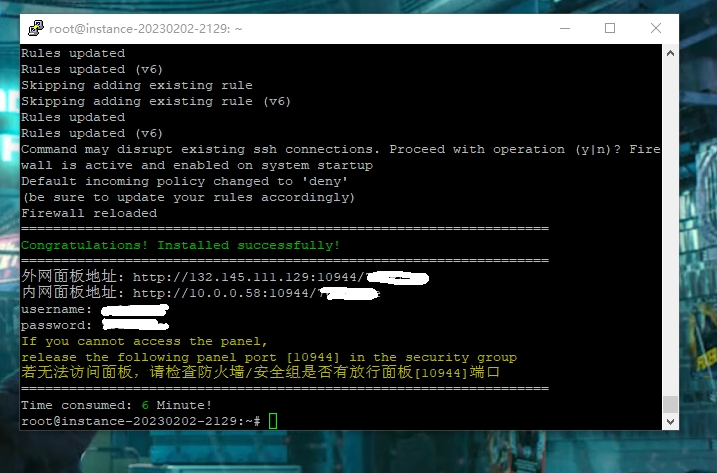 root@instance-20230202-2129: ~
Rules updated
Rules updated (v6)
Skipping adding existing rule
Skipping adding existing rule (v6)
Rules updated
Rules updated (v6)
Command may disrupt existing ssh connections. Proceed with operation (y|n)? Fire
wall is active and enabled on system startup
Default incoming policy changed to 'deny'
(be sure to update your rules accordingly)
Firewall reloaded
==================================================================
Congratulations! Installed successfully!
==================================================================
外网面板地址: http://132.145.111.129:10944/
内网面板地址: http://10.0.0.58:10944/
username:
password:
If you cannot access the panel,
release the following panel port [10944] in the security group
若无法访问面板，请检查防火墙/安全组是否有放行面板[10944]端口
==================================================================
Time consumed: 6 Minute!
root@instance-20230202-2129:~#